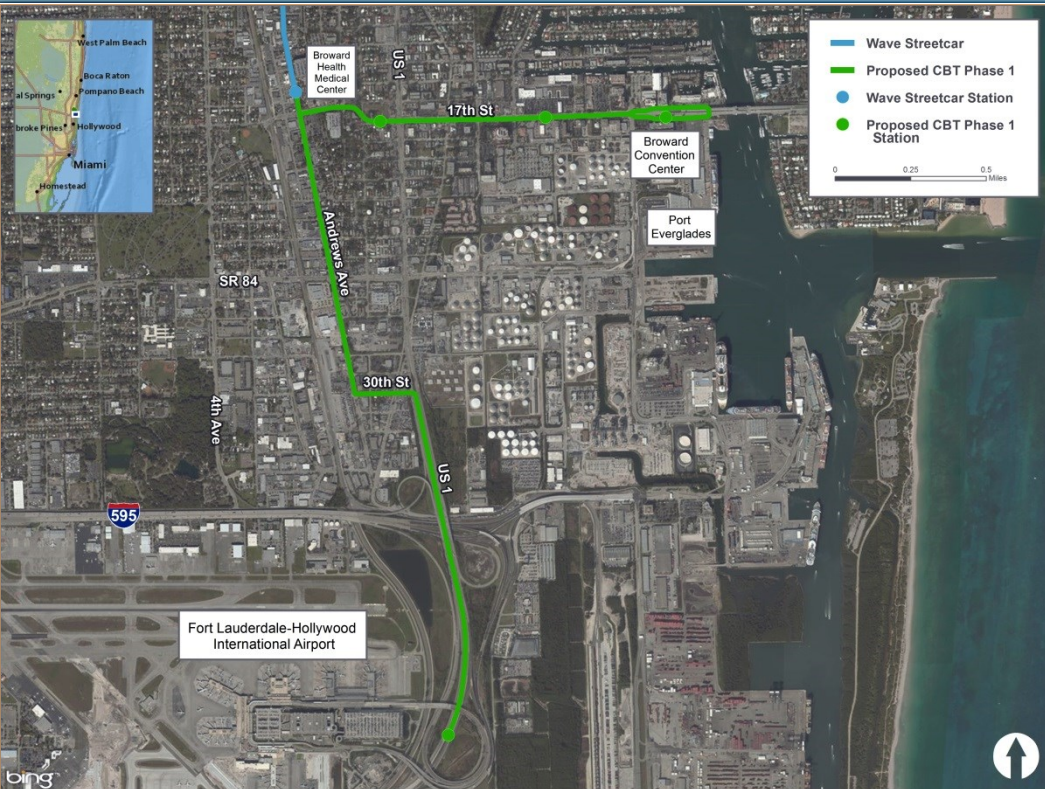 West Palm Beach
Boca Raton
al Springs
Pompano Beach
broke Pines
Hollywood
Miami
Homestead
Broward
Health
Medical
Center
US 1
17th St
Broward
Convention
Center
Port
Everglades
Wave Streetcar
Proposed CBT Phase 1
Wave Streetcar Station
Proposed CBT Phase 1
Station
0 0.25 0.5
Miles
Andrews Ave
SR 84
30th St
4th Ave
US 1
595
Fort Lauderdale-Hollywood
International Airport
bing